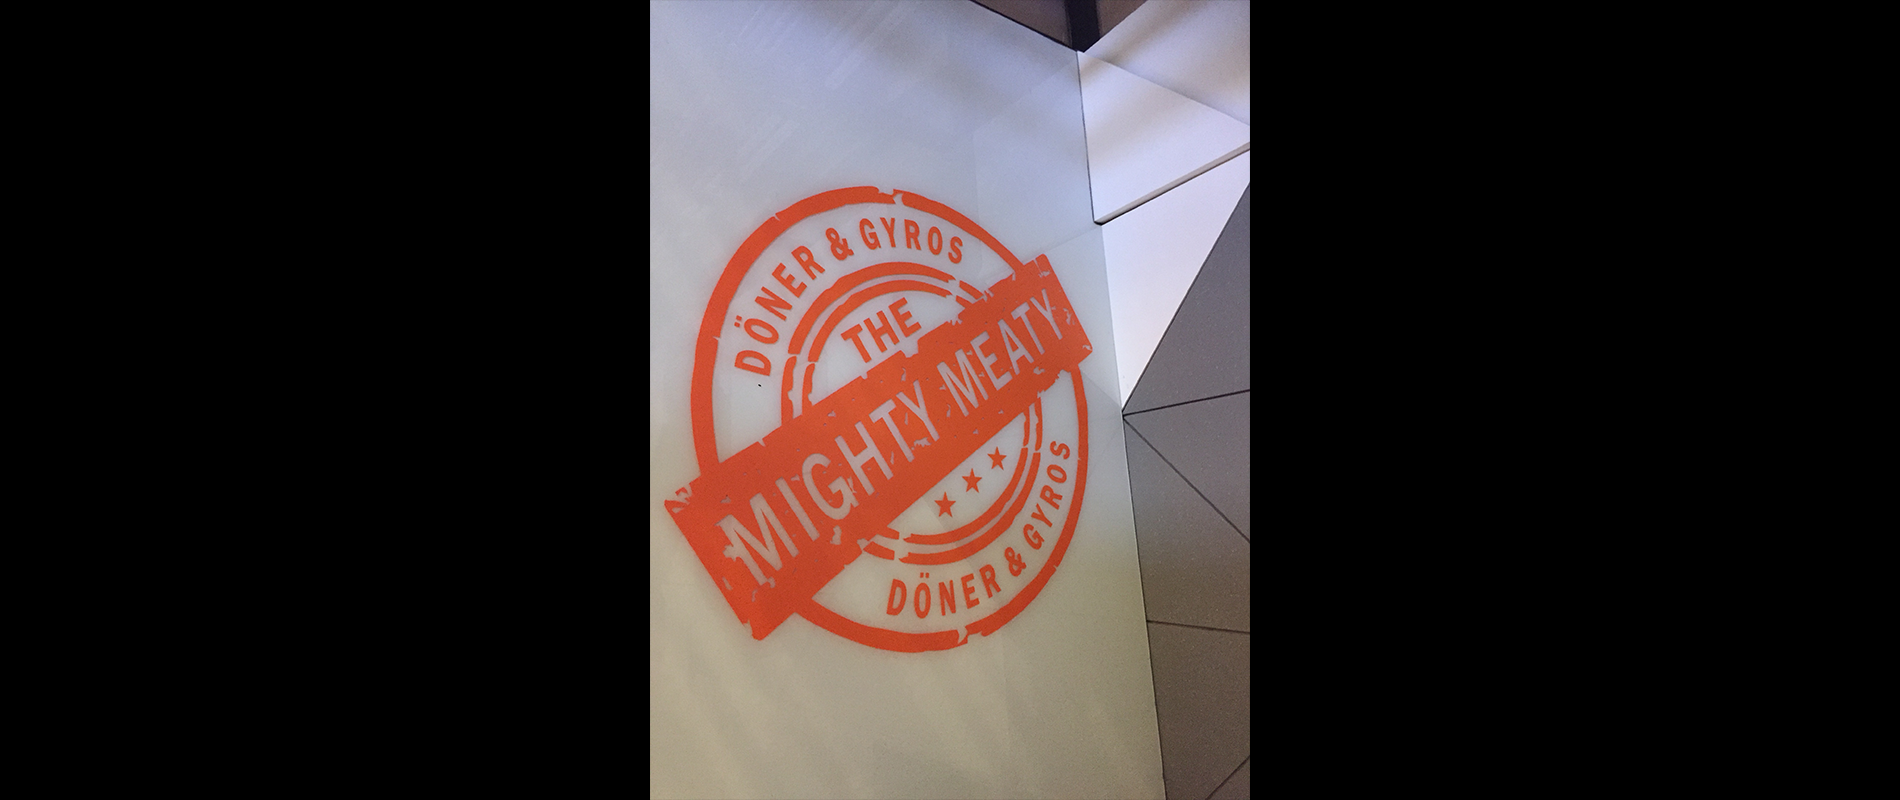 DÖNER & GYROS
THE
MIGHTY MEATY
DÖNER & GYROS